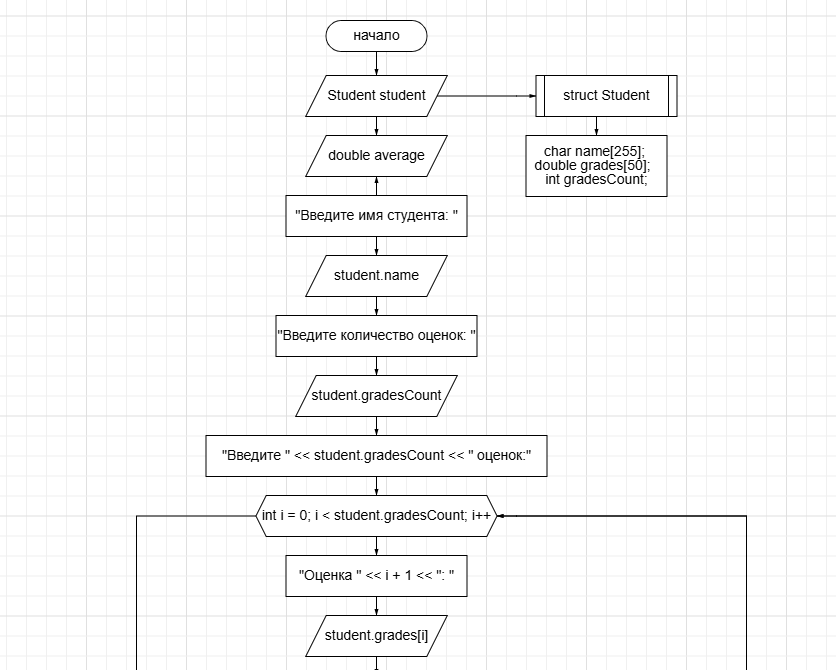 начало
Student student
struct Student
double average
char name[255];
double grades[50];
int gradesCount;
"Введите имя студента: "
student.name
"Введите количество оценок: "
student.gradesCount
"Введите " << student.gradesCount << " оценок:"
int i = 0; i < student.gradesCount; i++
"Оценка " << i + 1 << ": "
student.grades[i]